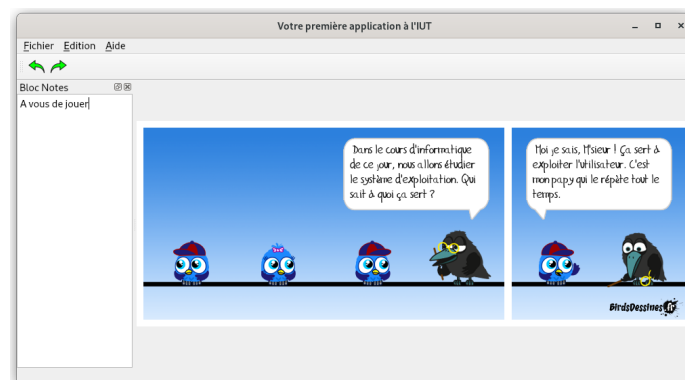 Votre première application à l'IUT
Fichier Edition Aide
Bloc Notes
A vous de jouer
Dans le cours d'informatique
de ce jour, nous allons étudier
le système d'exploitation. Qui
sait à quoi ça sert ?
Moi je sais, M'sieur ! Ça sert à
exploiter l'utilisateur. C'est
mon papy qui le répète tout le
temps.
BirdsDessines.fr